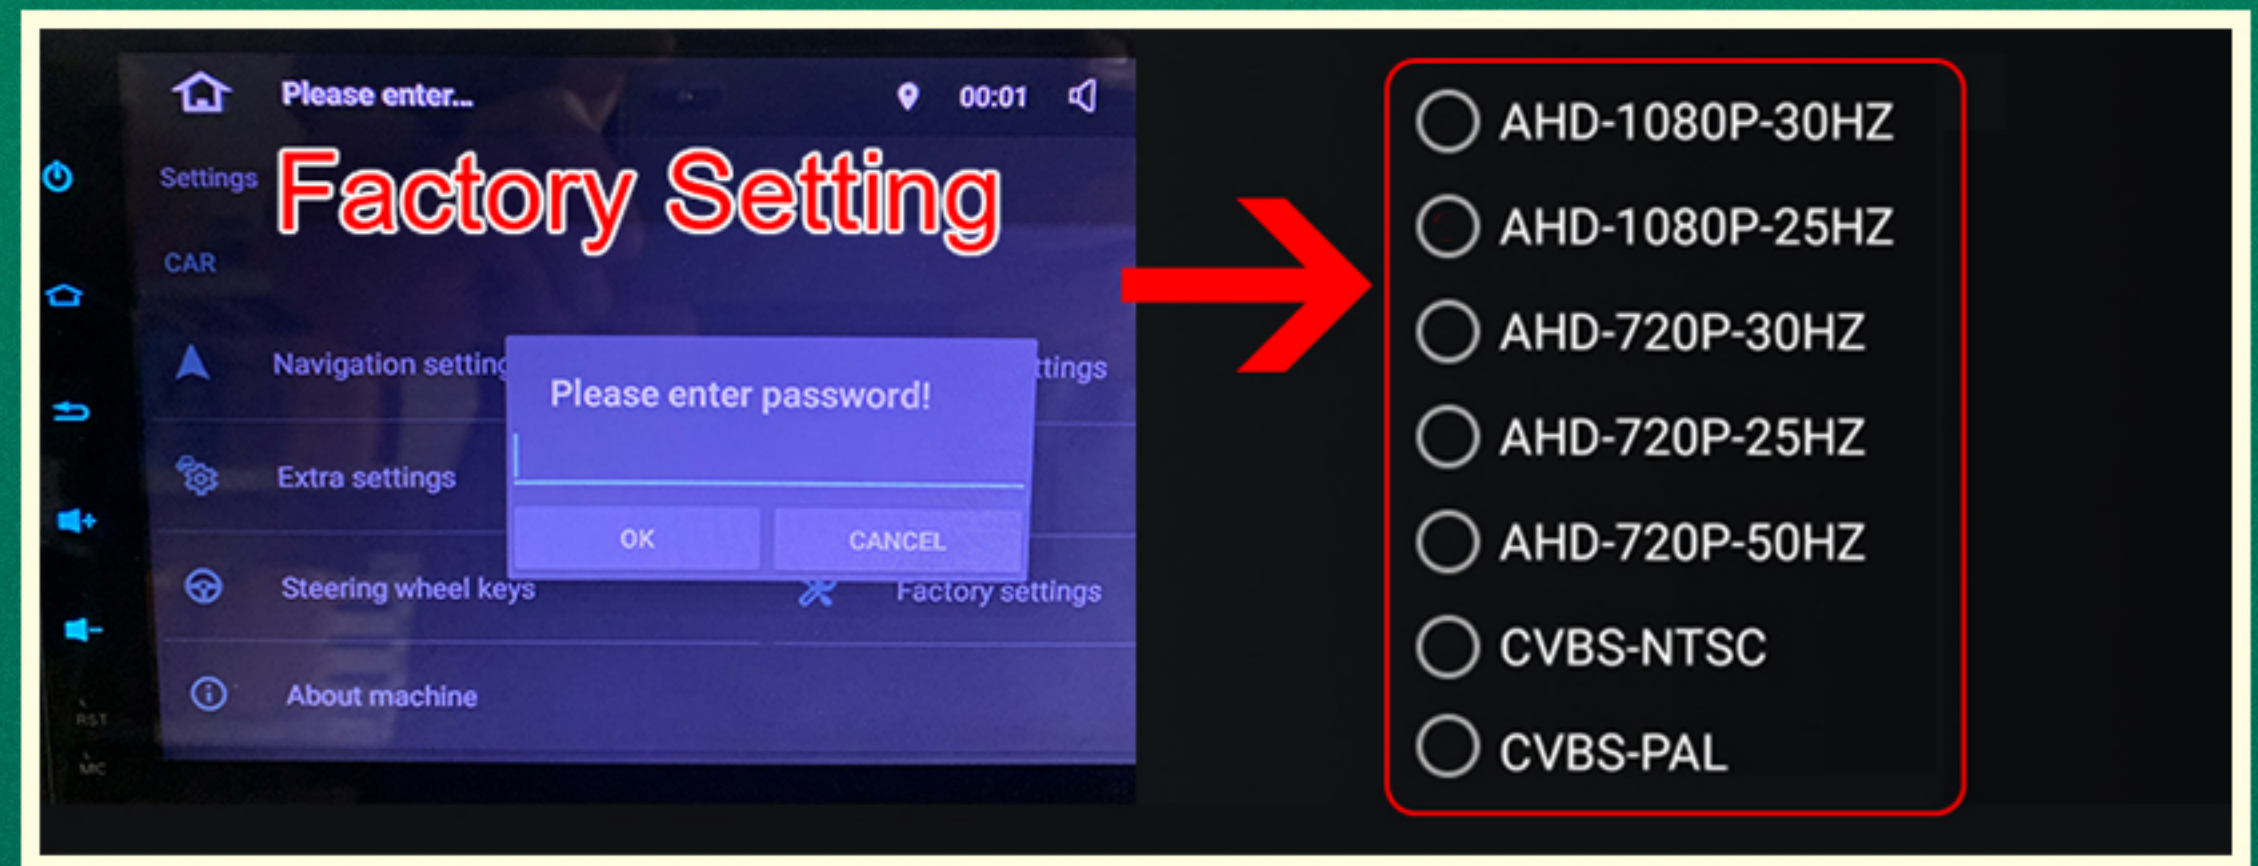 Please enter...
00:01
Factory Setting
Settings
CAR
Navigation setting
ttings
Please enter password!
Extra settings
OK
CANCEL
Steering wheel keys
Factory settings
About machine
RST
MIC
AHD-1080P-30HZ
AHD-1080P-25HZ
AHD-720P-30HZ
AHD-720P-25HZ
AHD-720P-50HZ
CVBS-NTSC
CVBS-PAL